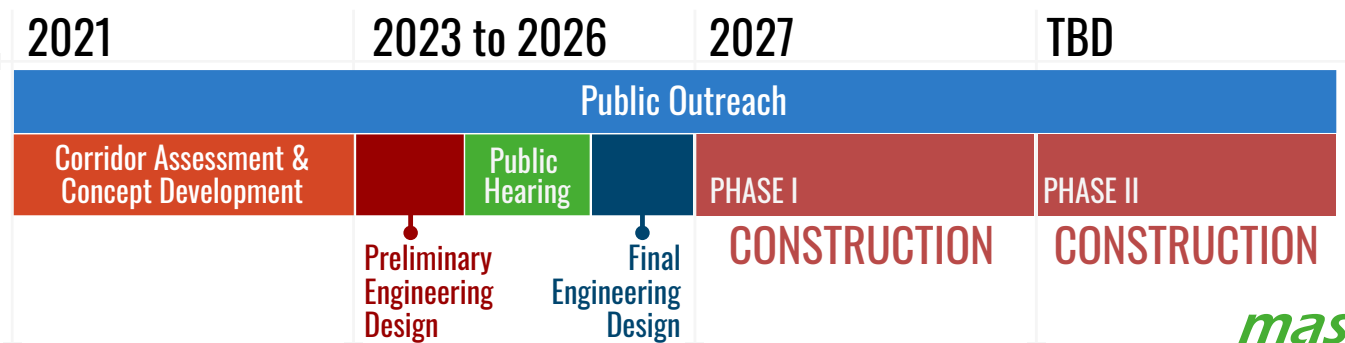 2021 2023 to 2026 2027 TBD
Public Outreach
Corridor Assessment &
Concept Development
Public
Hearing
PHASE I
PHASE II
Preliminary
Engineering
Design
Final
Engineering
Design
CONSTRUCTION
CONSTRUCTION
mas